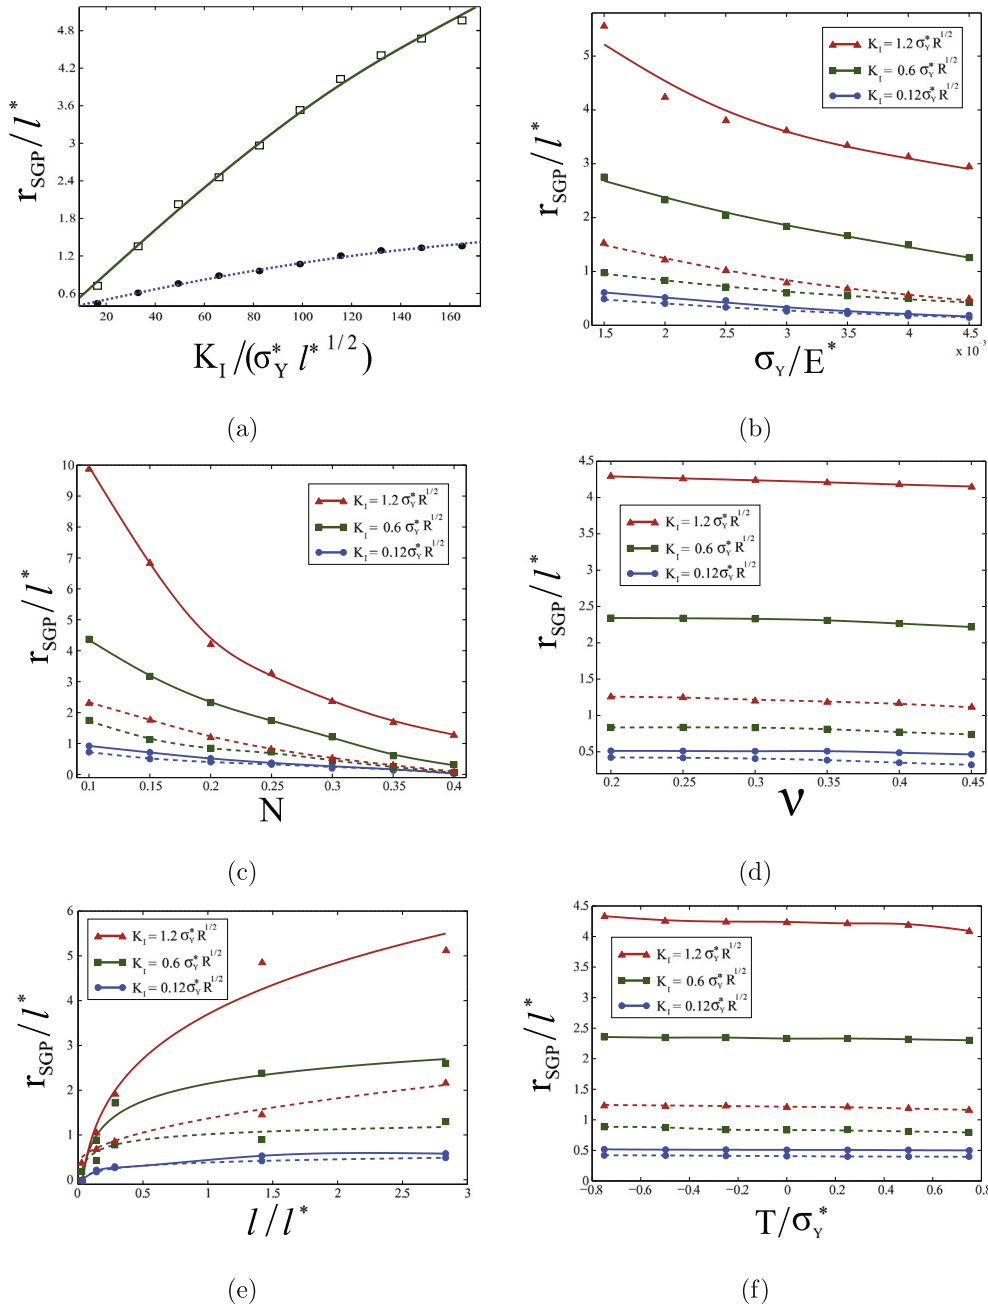 4.8
4.2
3.6
3
2.4
1.8
1.2
0.6
r_SGP / l*
20 40 60 80 100 120 140 160
K_I /(σ*_Y l*^1/2)
(a)
5
4
3
2
1
0
r_SGP / l*
K_I = 1.2 σ*_Y R^1/2
K_I = 0.6 σ*_Y R^1/2
K_I = 0.12σ*_Y R^1/2
1.5 2 2.5 3 3.5 4 4.5
x 10^-3
σ_Y/E*
(b)
10
9
8
7
6
5
4
3
2
1
0
r_SGP / l*
K_I = 1.2 σ*_Y R^1/2
K_I = 0.6 σ*_Y R^1/2
K_I = 0.12σ*_Y R^1/2
0.1 0.15 0.2 0.25 0.3 0.35 0.4
N
(c)
4.5
4
3.5
3
2.5
2
1.5
1
0.5
r_SGP / l*
K_I = 1.2 σ*_Y R^1/2
K_I = 0.6 σ*_Y R^1/2
K_I = 0.12σ*_Y R^1/2
0.2 0.25 0.3 0.35 0.4 0.45
ν
(d)
6
5
4
3
2
1
0
r_SGP / l*
K_I = 1.2 σ*_Y R^1/2
K_I = 0.6 σ*_Y R^1/2
K_I = 0.12σ*_Y R^1/2
0 0.5 1 1.5 2 2.5 3
l / l*
(e)
4.5
4
3.5
3
2.5
2
1.5
1
0.5
0
r_SGP / l*
K_I = 1.2 σ*_Y R^1/2
K_I = 0.6 σ*_Y R^1/2
K_I = 0.12σ*_Y R^1/2
−0.8 −0.6 −0.4 −0.2 0 0.2 0.4 0.6 0.8
T/σ*_Y
(f)